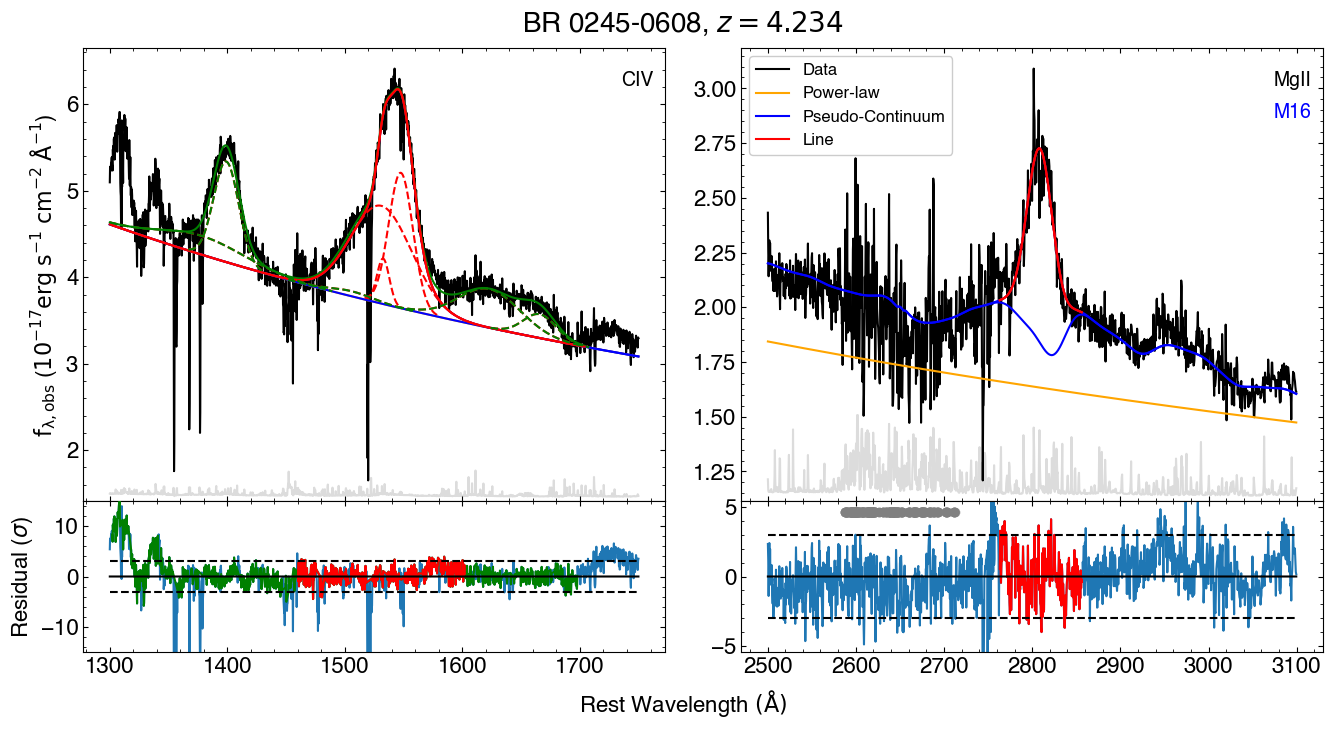 BR 0245-0608, z = 4.234
f_λ,obs (10^−17 erg s^−1 cm^−2 Å^−1)
6
5
4
3
2
CIV
3.00
2.75
2.50
2.25
2.00
1.75
1.50
1.25
Data
Power-law
Pseudo-Continuum
Line
MgII
M16
Residual (σ)
10
0
−10
5
0
−5
1300 1400 1500 1600 1700
2500 2600 2700 2800 2900 3000 3100
Rest Wavelength (Å)